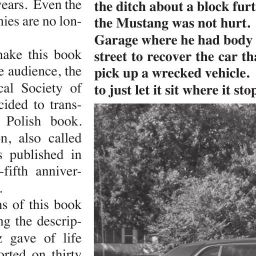 years. Even the
nies are no lon-
make this book
e audience, the
cal Society of
cided to trans-
Polish book.
n, also called
s published in
-fifth anniver-
.
ns of this book
ng the descrip-
z gave of life
orted on thirty
the ditch about a block furt
the Mustang was not hurt.
Garage where he had body
street to recover the car tha
pick up a wrecked vehicle.
to just let it sit where it stop